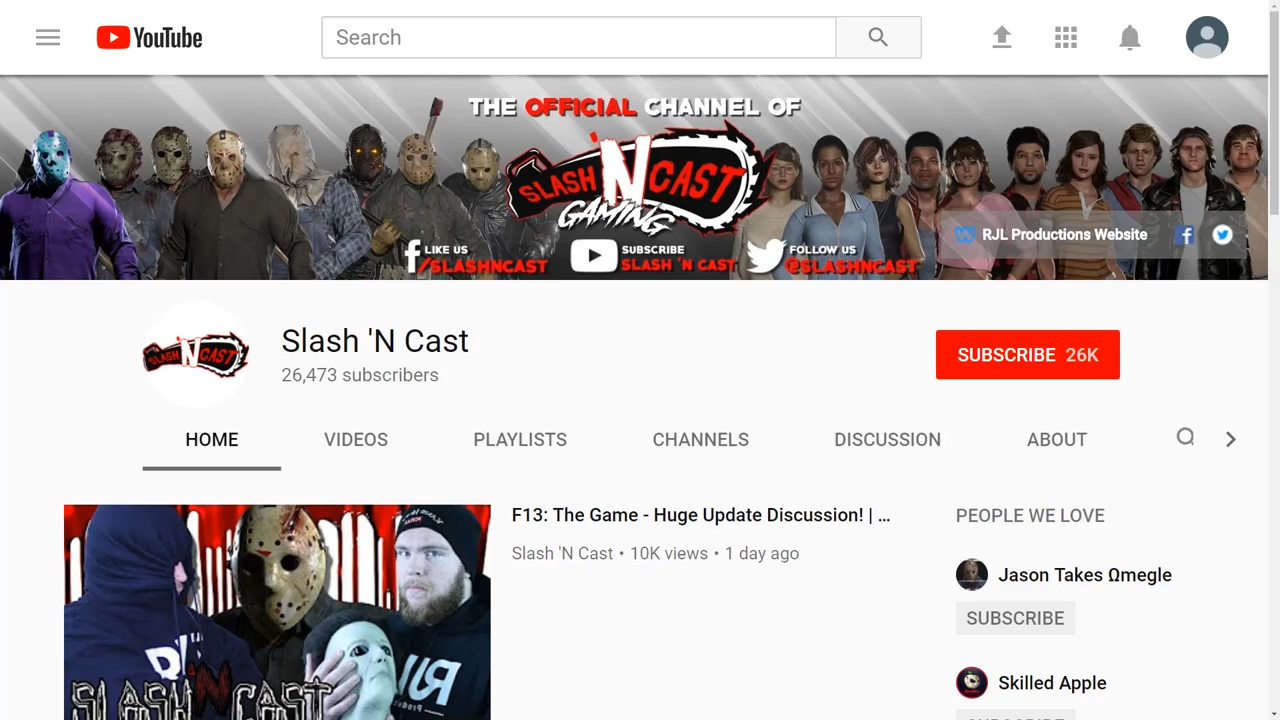 YouTube
Search
THE OFFICIAL CHANNEL OF
SLASH 'N CAST
GAMING
LIKE US
/SLASHNCAST
SUBSCRIBE
SLASH 'N CAST
FOLLOW US
@SLASHNCAST
RJL Productions Website
SLASH 'N CAST
Slash 'N Cast
26,473 subscribers
SUBSCRIBE 26K
HOME
VIDEOS
PLAYLISTS
CHANNELS
DISCUSSION
ABOUT
F13: The Game - Huge Update Discussion! | ...
Slash 'N Cast • 10K views • 1 day ago
SLASH 'N CAST
PEOPLE WE LOVE
Jason Takes Ωmegle
SUBSCRIBE
Skilled Apple
SUBSCRIBE